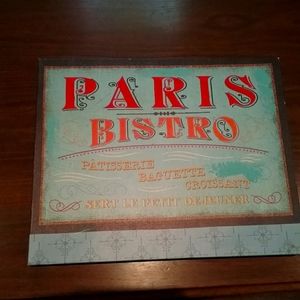 PARIS
BISTRO
PATISSERIE
BAGUETTE
CROISSANT
SERT LE PETIT DEJEUNER